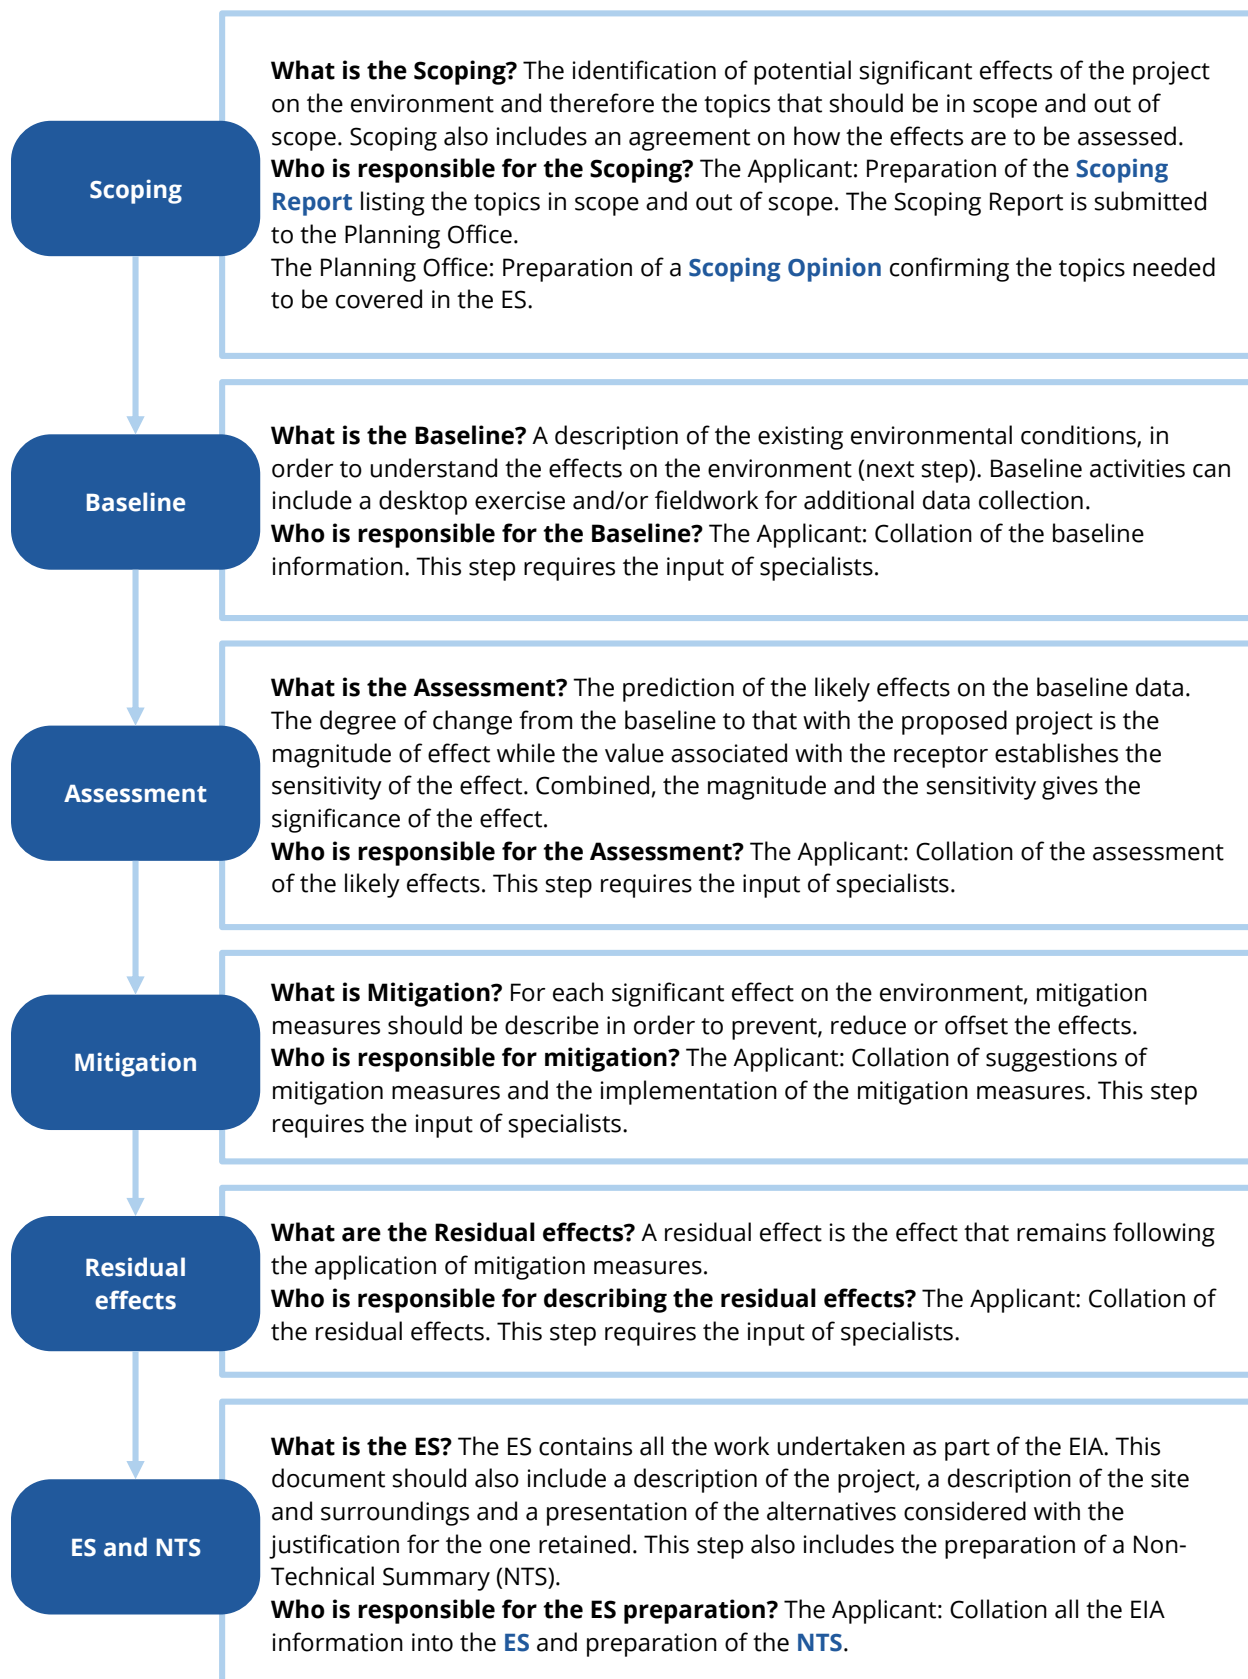 Scoping
What is the Scoping? The identification of potential significant effects of the project
on the environment and therefore the topics that should be in scope and out of
scope. Scoping also includes an agreement on how the effects are to be assessed.
Who is responsible for the Scoping? The Applicant: Preparation of the Scoping
Report listing the topics in scope and out of scope. The Scoping Report is submitted
to the Planning Office.
The Planning Office: Preparation of a Scoping Opinion confirming the topics needed
to be covered in the ES.
Baseline
What is the Baseline? A description of the existing environmental conditions, in
order to understand the effects on the environment (next step). Baseline activities can
include a desktop exercise and/or fieldwork for additional data collection.
Who is responsible for the Baseline? The Applicant: Collation of the baseline
information. This step requires the input of specialists.
Assessment
What is the Assessment? The prediction of the likely effects on the baseline data.
The degree of change from the baseline to that with the proposed project is the
magnitude of effect while the value associated with the receptor establishes the
sensitivity of the effect. Combined, the magnitude and the sensitivity gives the
significance of the effect.
Who is responsible for the Assessment? The Applicant: Collation of the assessment
of the likely effects. This step requires the input of specialists.
Mitigation
What is Mitigation? For each significant effect on the environment, mitigation
measures should be describe in order to prevent, reduce or offset the effects.
Who is responsible for mitigation? The Applicant: Collation of suggestions of
mitigation measures and the implementation of the mitigation measures. This step
requires the input of specialists.
Residual
effects
What are the Residual effects? A residual effect is the effect that remains following
the application of mitigation measures.
Who is responsible for describing the residual effects? The Applicant: Collation of
the residual effects. This step requires the input of specialists.
ES and NTS
What is the ES? The ES contains all the work undertaken as part of the EIA. This
document should also include a description of the project, a description of the site
and surroundings and a presentation of the alternatives considered with the
justification for the one retained. This step also includes the preparation of a Non-
Technical Summary (NTS).
Who is responsible for the ES preparation? The Applicant: Collation all the EIA
information into the ES and preparation of the NTS.